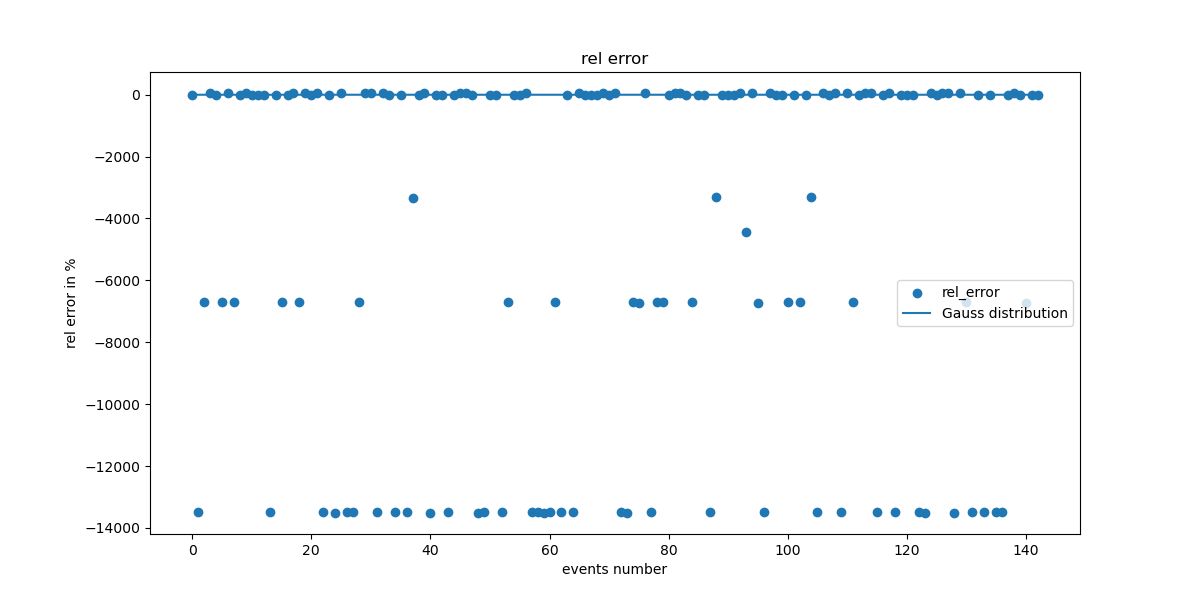 rel error
0
−2000
−4000
−6000
−8000
−10000
−12000
−14000
rel error in %
rel_error
Gauss distribution
0 20 40 60 80 100 120 140
events number